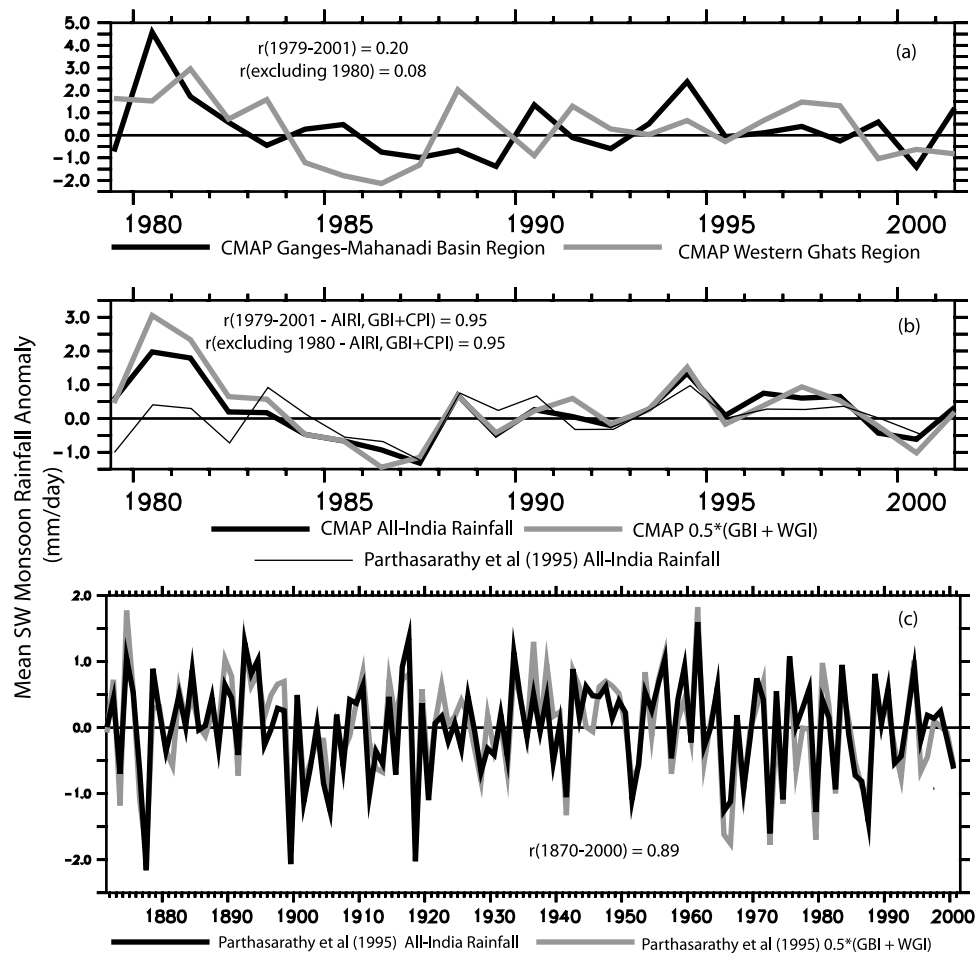 5.0
4.0
3.0
2.0
1.0
0.0
−1.0
−2.0
r(1979-2001) = 0.20
r(excluding 1980) = 0.08
(a)
1980 1985 1990 1995 2000
CMAP Ganges-Mahanadi Basin Region CMAP Western Ghats Region
Mean SW Monsoon Rainfall Anomaly
(mm/day)
3.0
2.0
1.0
0.0
−1.0
r(1979-2001 - AIRI, GBI+CPI) = 0.95
r(excluding 1980 - AIRI, GBI+CPI) = 0.95
(b)
1980 1985 1990 1995 2000
CMAP All-India Rainfall CMAP 0.5*(GBI + WGI)
Parthasarathy et al (1995) All-India Rainfall
2.0
1.0
0.0
−1.0
−2.0
(c)
r(1870-2000) = 0.89
1880 1890 1900 1910 1920 1930 1940 1950 1960 1970 1980 1990 2000
Parthasarathy et al (1995) All-India Rainfall Parthasarathy et al (1995) 0.5*(GBI + WGI)